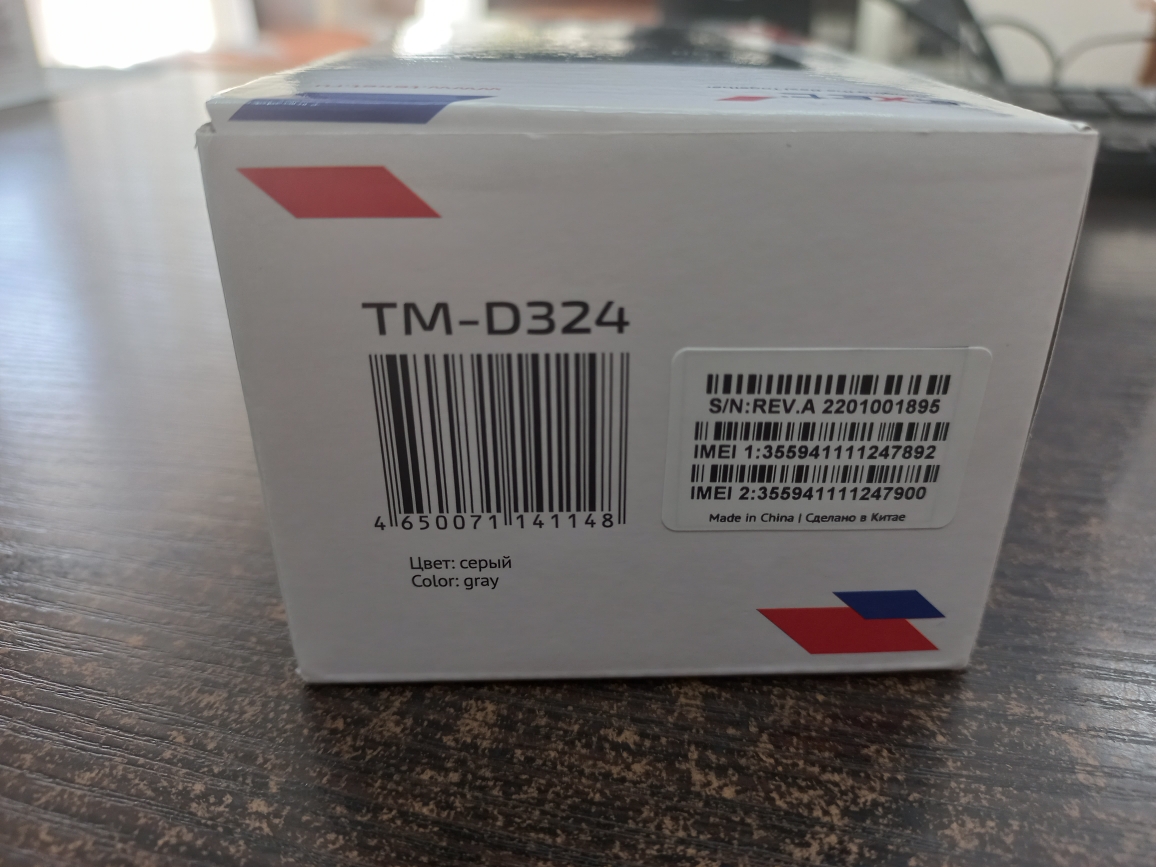 TM-D324
4 650071 141148
Цвет: серый
Color: gray
S/N:REV.A 2201001895
IMEI 1:355941111247892
IMEI 2:355941111247900
Made in China | Сделано в Китае